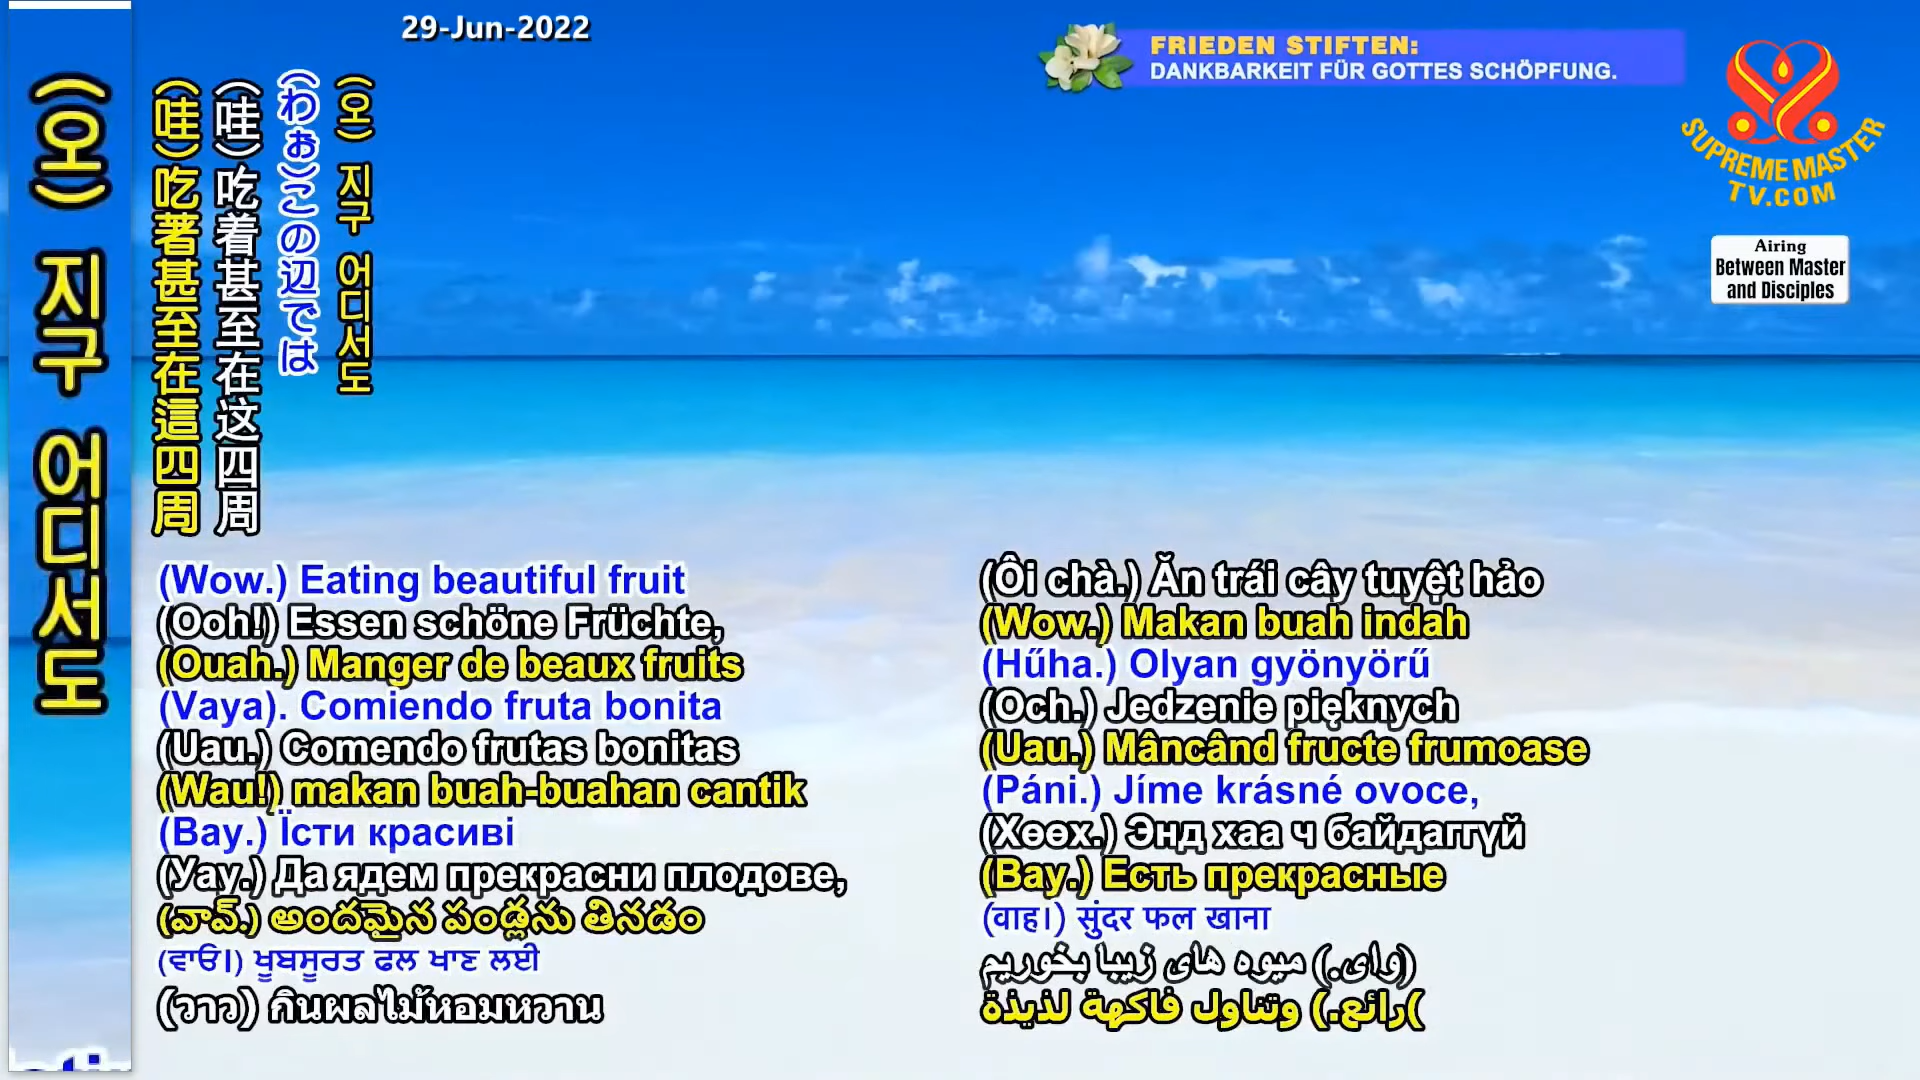 29-Jun-2022
FRIEDEN STIFTEN:
DANKBARKEIT FÜR GOTTES SCHÖPFUNG.
SUPREME MASTER
TV.COM
Airing
Between Master
and Disciples
(오) 지구 어디서도
(哇)吃著甚至在這四周
(哇)吃着甚至在这四周
(わぉ)この辺では
(오) 지구 어디서도
(Wow.) Eating beautiful fruit
(Ooh!) Essen schöne Früchte,
(Ouah.) Manger de beaux fruits
(Vaya). Comiendo fruta bonita
(Uau.) Comendo frutas bonitas
(Wau!) makan buah-buahan cantik
(Вау.) Їсти красиві
(Уау.) Да ядем прекрасни плодове,
(వావ్.) అందమైన పండ్లను తినడం
(ਵਾਓ।) ਖੂਬਸੂਰਤ ਫਲ ਖਾਣ ਲਈ
(วาว) กินผลไม้หอมหวาน
(Ôi chà.) Ăn trái cây tuyệt hảo
(Wow.) Makan buah indah
(Hűha.) Olyan gyönyörű
(Och.) Jedzenie pięknych
(Uau.) Mâncând fructe frumoase
(Páni.) Jíme krásné ovoce,
(Хөөх.) Энд хаа ч байдаггүй
(Вау.) Есть прекрасные
(वाह।) सुंदर फल खाना
(وای.) میوه های زیبا بخوریم
(رائع.) وتناول فاكهة لذيذة